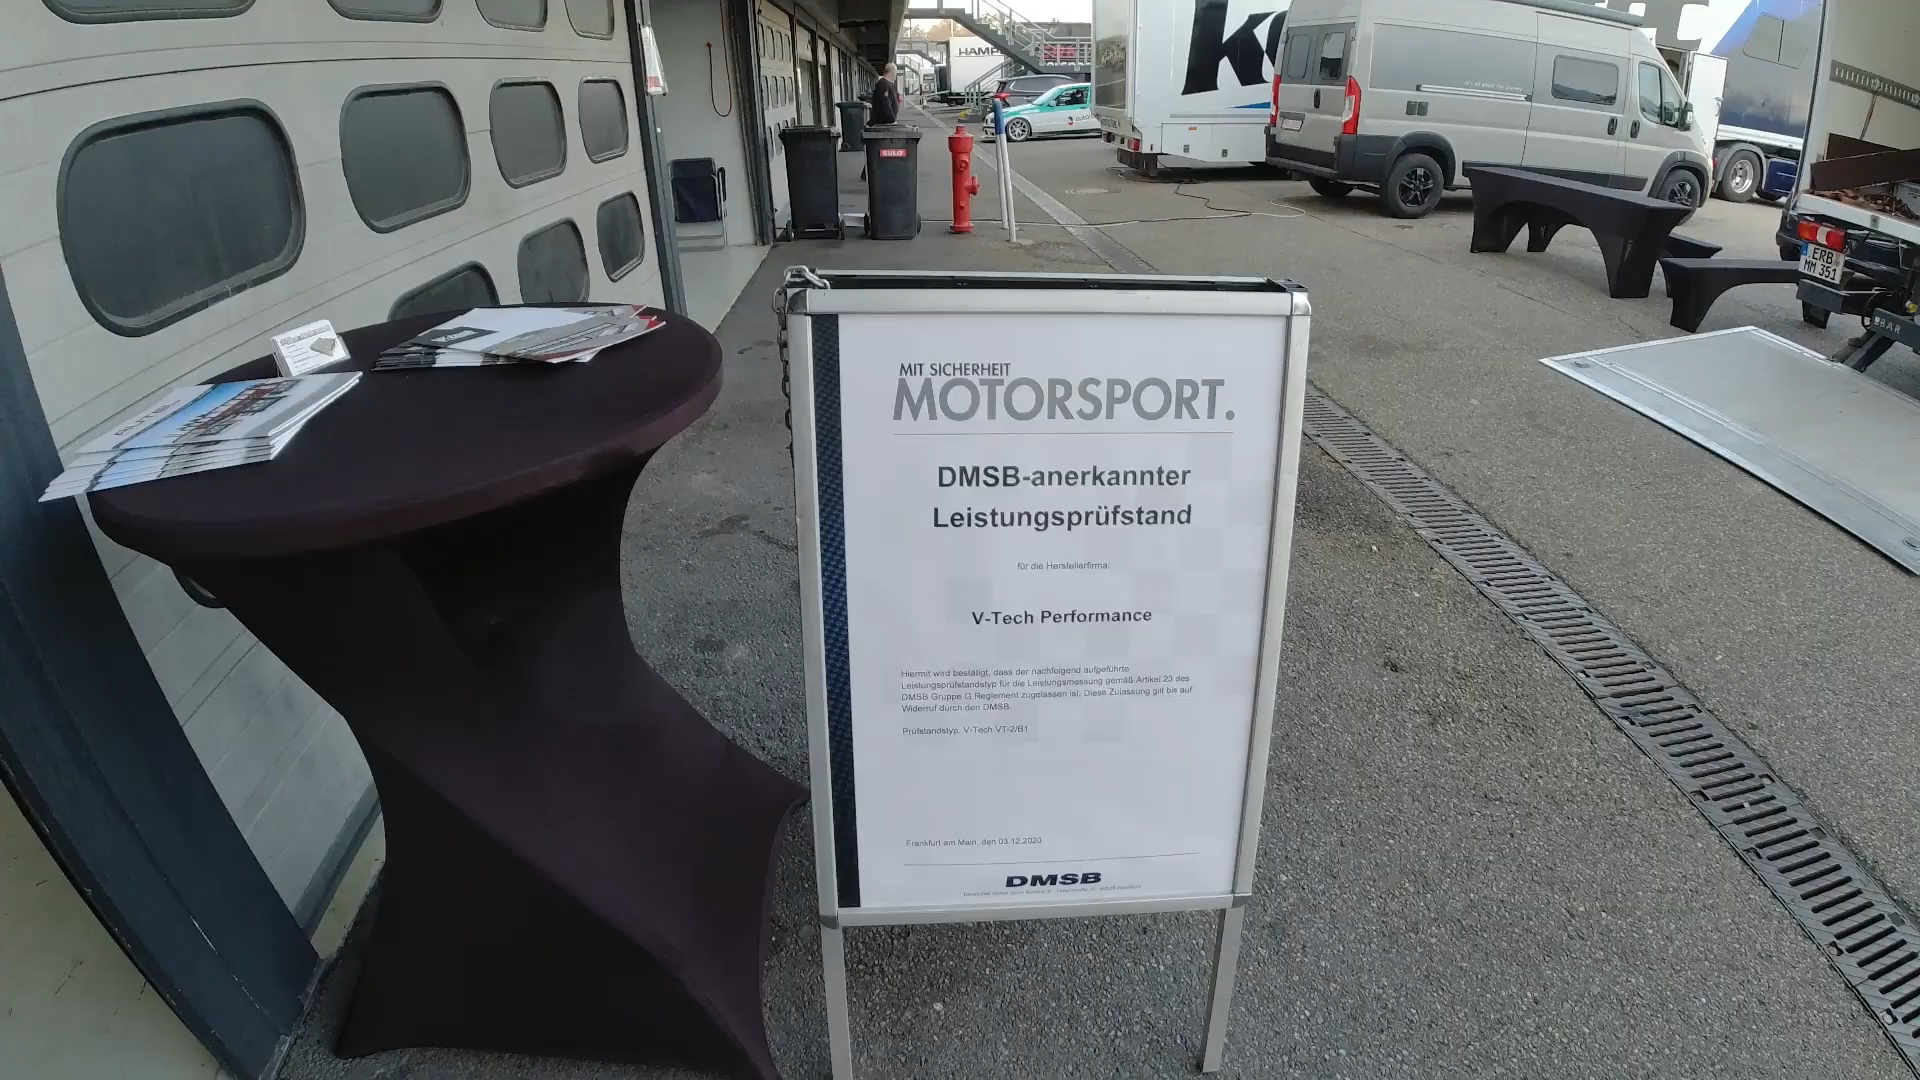 HAMP
SULO
ERB
MM 351
BAR
MIT SICHERHEIT
MOTORSPORT.
DMSB-anerkannter
Leistungsprüfstand
für die Herstellerfirma:
V-Tech Performance
Hiermit wird bestätigt, dass der nachfolgend aufgeführte
Leistungsprüfstandstyp für die Leistungsmessung gemäß Artikel 23 des
DMSB Gruppe G Reglement zugelassen ist. Diese Zulassung gilt bis auf
Widerruf durch den DMSB.
Prüfstandstyp: V-Tech VT-2/B1
Frankfurt am Main, den 03.12.2020
DMSB